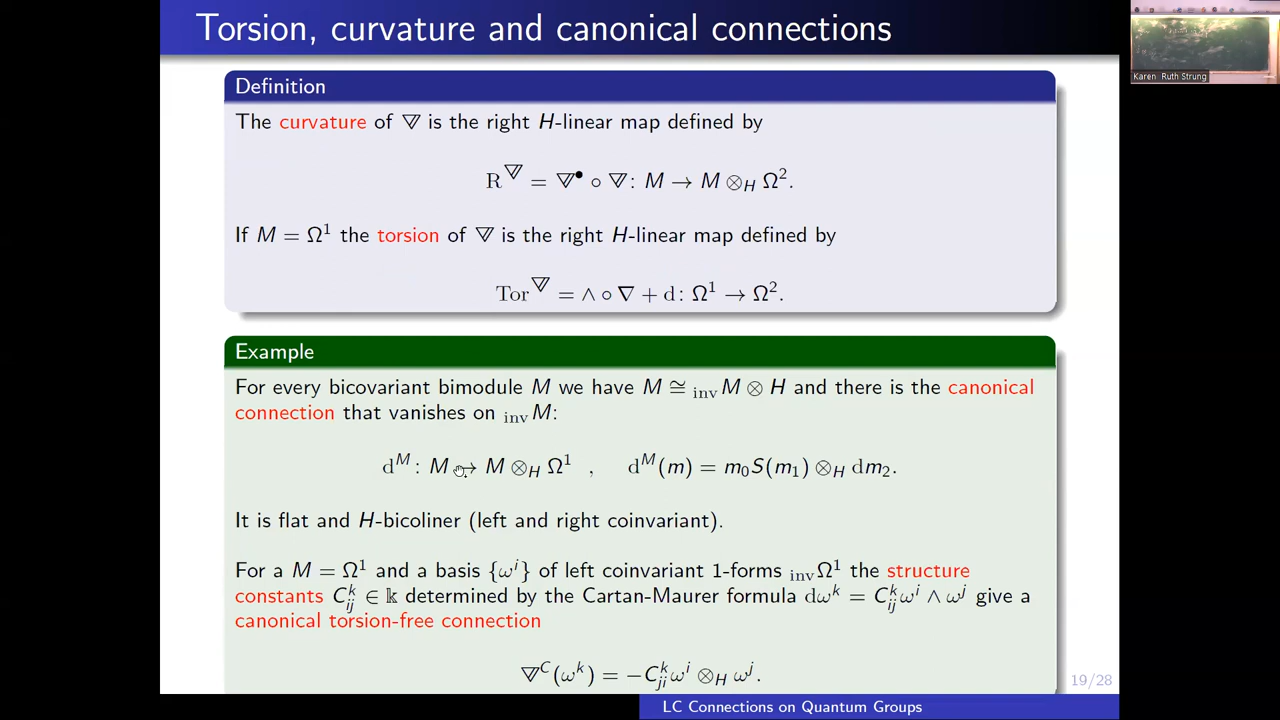 Torsion, curvature and canonical connections
Karen Ruth Strung
Definition
The curvature of ∇ is the right H-linear map defined by
R^∇ = ∇^• ∘ ∇: M → M ⊗_H Ω².
If M = Ω¹ the torsion of ∇ is the right H-linear map defined by
Tor^∇ = ∧ ∘ ∇ + d: Ω¹ → Ω².
Example
For every bicovariant bimodule M we have M ≅ _inv M ⊗ H and there is the canonical
connection that vanishes on _inv M:
d^M: M → M ⊗_H Ω¹ , d^M(m) = m₀S(m₁) ⊗_H dm₂.
It is flat and H-bicoliner (left and right coinvariant).
For a M = Ω¹ and a basis {ω^i} of left coinvariant 1-forms _inv Ω¹ the structure
constants C^k_ij ∈ 𝕜 determined by the Cartan-Maurer formula dω^k = C^k_ij ω^i ∧ ω^j give a
canonical torsion-free connection
∇^C(ω^k) = −C^k_ji ω^i ⊗_H ω^j.
19/28
LC Connections on Quantum Groups